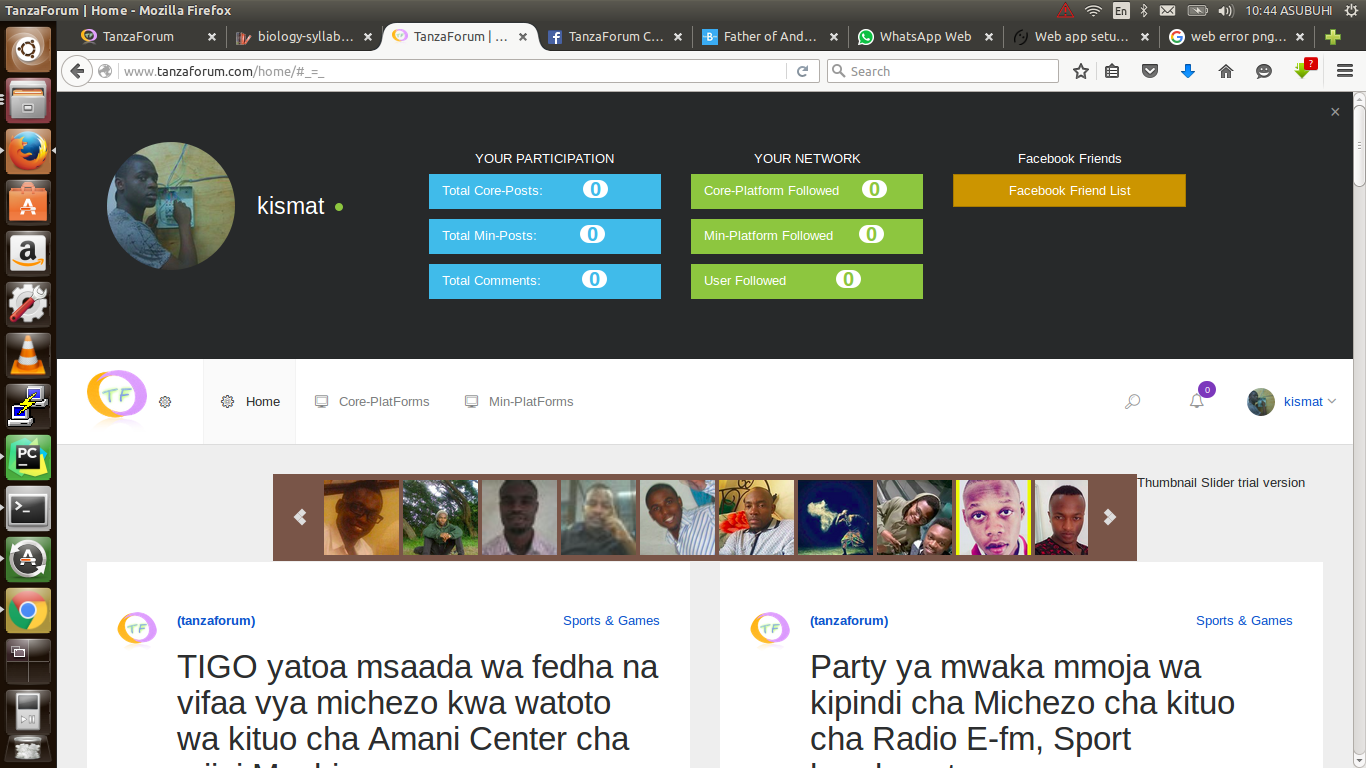 TanzaForum | Home - Mozilla Firefox
En
10:44 ASUBUHI
TanzaForum
biology-syllab...
TanzaForum | ...
TanzaForum C...
Father of And...
WhatsApp Web
Web app setu...
web error png...
www.tanzaforum.com/home/#_=_
Search
?
YOUR PARTICIPATION
YOUR NETWORK
Facebook Friends
Total Core-Posts: 0
Core-Platform Followed 0
Facebook Friend List
kismat
Total Min-Posts: 0
Min-Platform Followed 0
Total Comments: 0
User Followed 0
TF
Home
Core-PlatForms
Min-PlatForms
0
kismat
Thumbnail Slider trial version
TF
(tanzaforum)
Sports & Games
TIGO yatoa msaada wa fedha na
vifaa vya michezo kwa watoto
wa kituo cha Amani Center cha
TF
(tanzaforum)
Sports & Games
Party ya mwaka mmoja wa
kipindi cha Michezo cha kituo
cha Radio E-fm, Sport